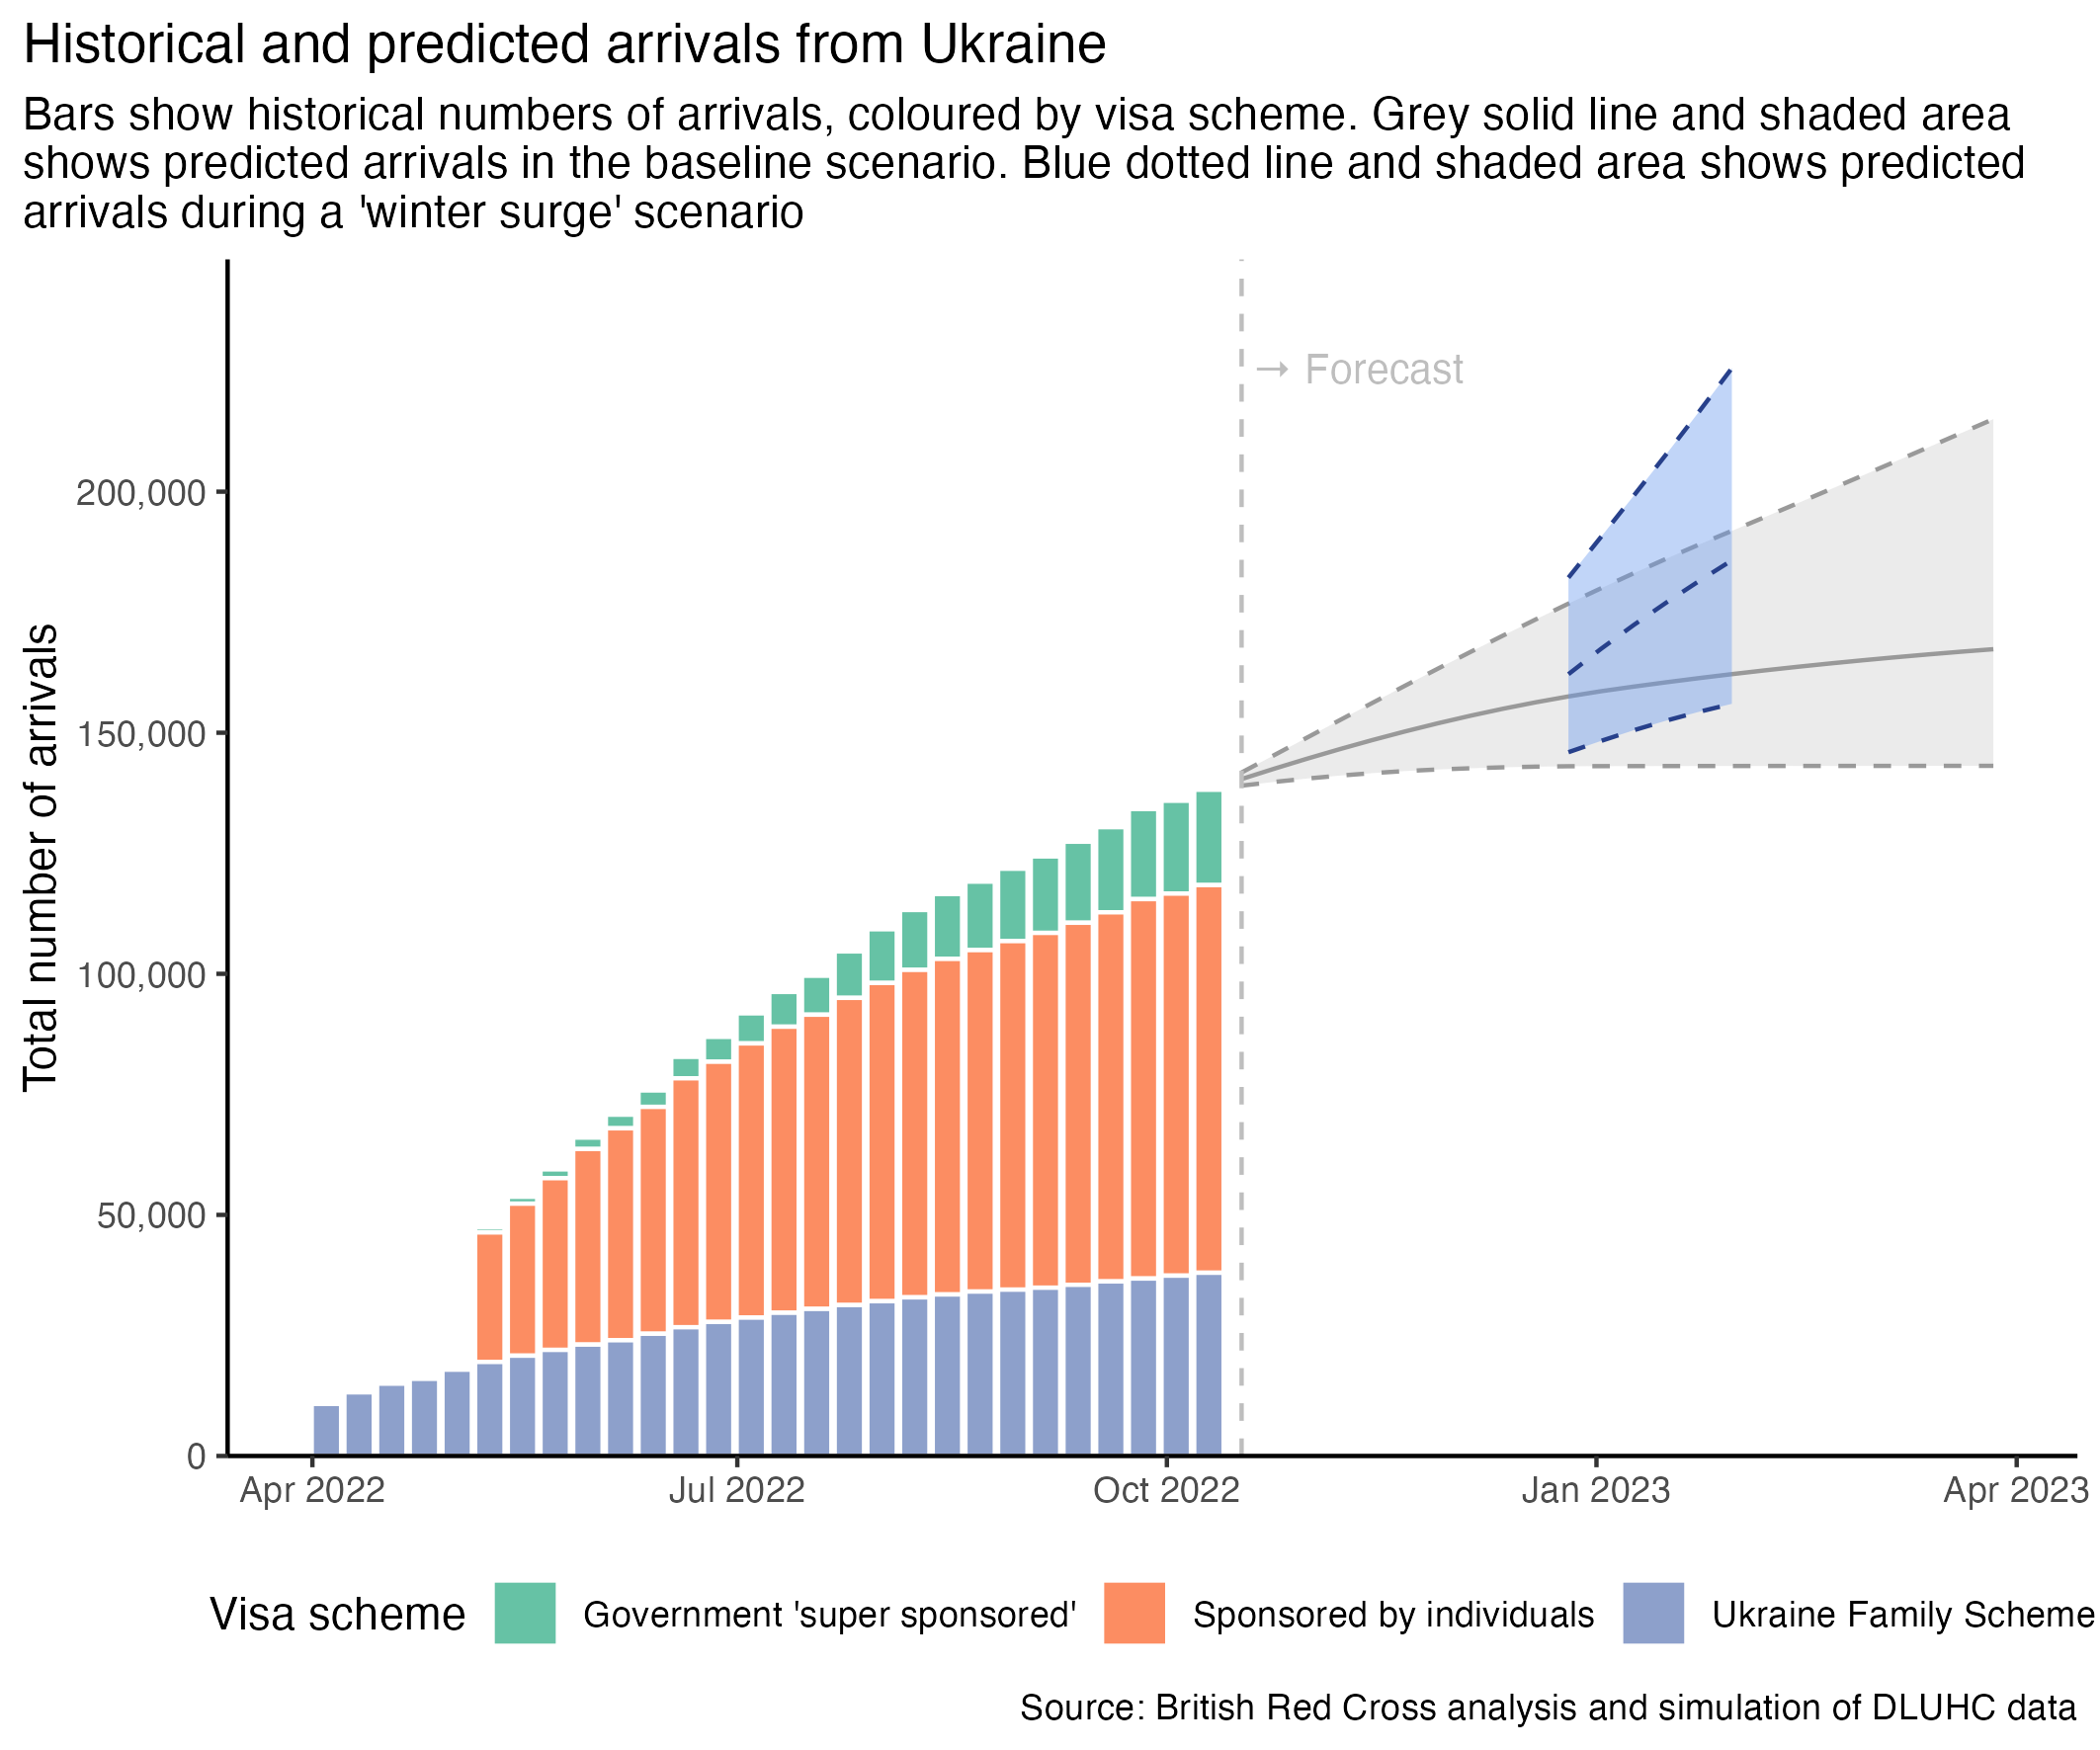 Historical and predicted arrivals from Ukraine
Bars show historical numbers of arrivals, coloured by visa scheme. Grey solid line and shaded area
shows predicted arrivals in the baseline scenario. Blue dotted line and shaded area shows predicted
arrivals during a 'winter surge' scenario
→ Forecast
Total number of arrivals
200,000
150,000
100,000
50,000
0
Apr 2022 Jul 2022 Oct 2022 Jan 2023 Apr 2023
Visa scheme Government 'super sponsored' Sponsored by individuals Ukraine Family Scheme
Source: British Red Cross analysis and simulation of DLUHC data